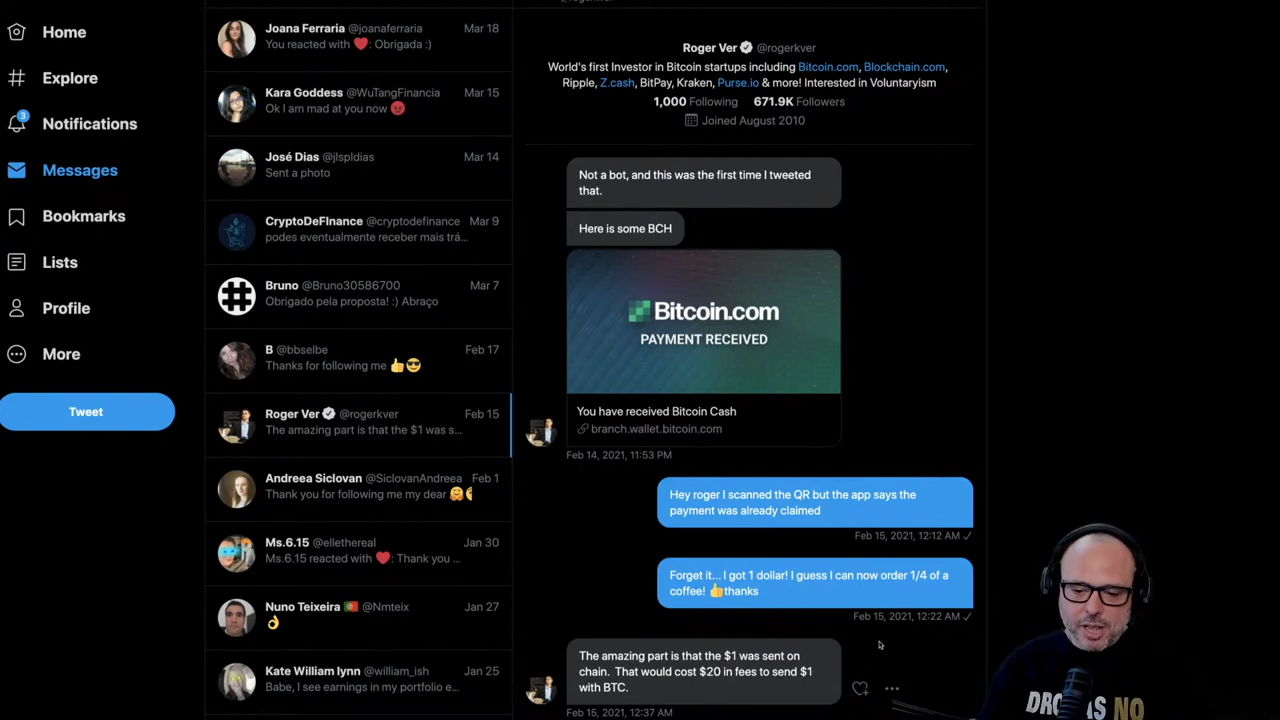 @rogerkver
Home
Explore
3
Notifications
Messages
Bookmarks
Lists
Profile
More
Tweet
Joana Ferraria @joanaferraria Mar 18
You reacted with ❤️: Obrigada :)
Kara Goddess @WuTangFinancia Mar 15
Ok I am mad at you now 😡
José Dias @jlspldias Mar 14
Sent a photo
CryptoDeFInance @cryptodefinance Mar 9
podes eventualmente receber mais trá…
Bruno @Bruno30586700 Mar 7
Obrigado pela proposta! :) Abraço
B @bbselbe Feb 17
Thanks for following me 👍😎
Roger Ver @rogerkver Feb 15
The amazing part is that the $1 was s…
Andreea Siclovan @SiclovanAndreea Feb 1
Thank you for following me my dear 🤗
Ms.6.15 @ellethereal Jan 30
Ms.6.15 reacted with ❤️: Thank you …
Nuno Teixeira 🇵🇹 @Nmteix Jan 27
👌
Kate William lynn @william_ish Jan 25
Babe, I see earnings in my portfolio e…
Roger Ver @rogerkver
World's first Investor in Bitcoin startups including Bitcoin.com, Blockchain.com,
Ripple, Z.cash, BitPay, Kraken, Purse.io & more! Interested in Voluntaryism
1,000 Following 671.9K Followers
Joined August 2010
Not a bot, and this was the first time I tweeted
that.
Here is some BCH
Bitcoin.com
PAYMENT RECEIVED
You have received Bitcoin Cash
branch.wallet.bitcoin.com
Feb 14, 2021, 11:53 PM
Hey roger I scanned the QR but the app says the
payment was already claimed
Feb 15, 2021, 12:12 AM ✓
Forget it... I got 1 dollar! I guess I can now order 1/4 of a
coffee! 👍thanks
Feb 15, 2021, 12:22 AM ✓
The amazing part is that the $1 was sent on
chain. That would cost $20 in fees to send $1
with BTC.
Feb 15, 2021, 12:37 AM
NO